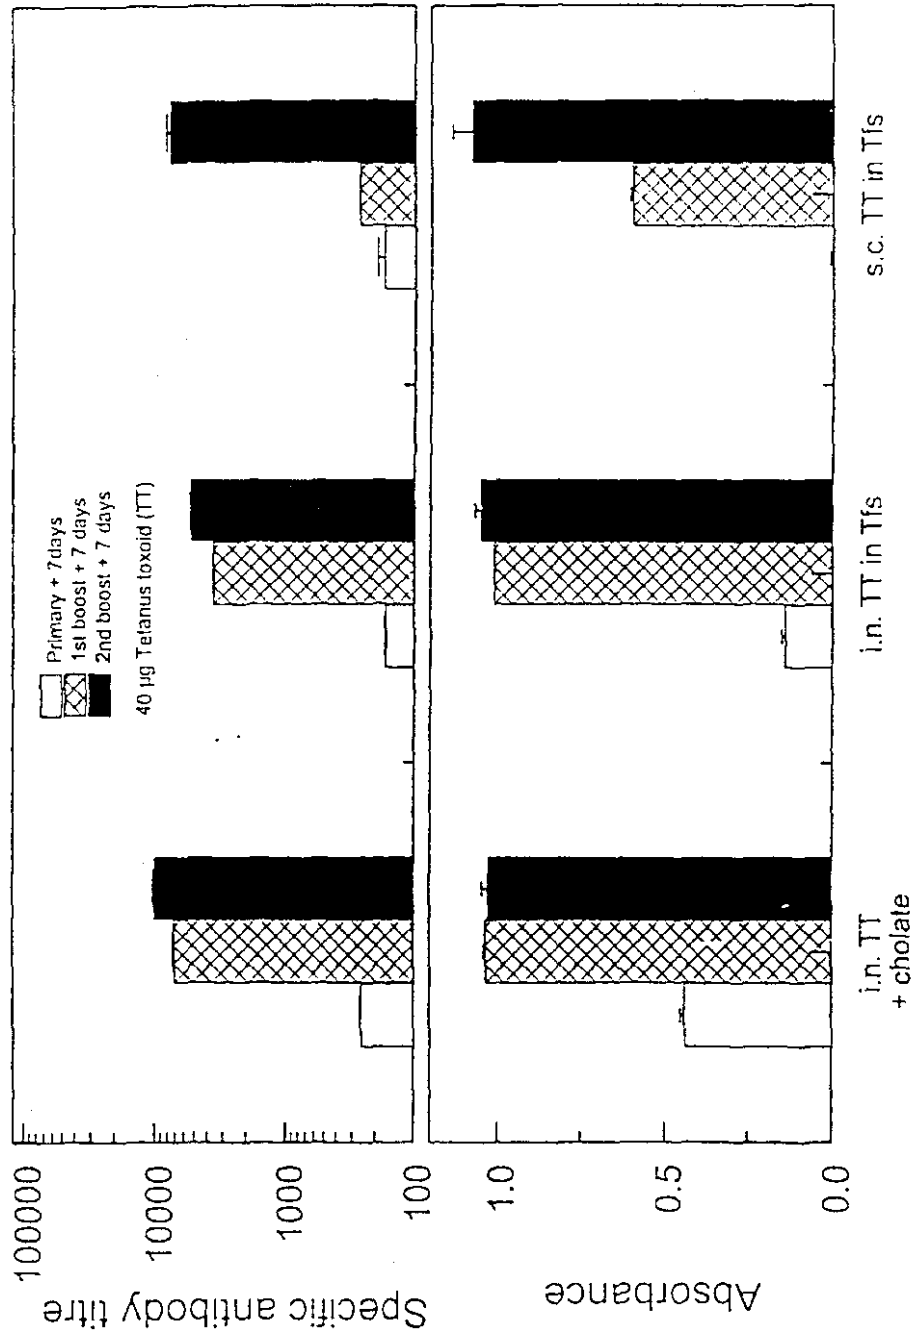 Specific antibody titre
100000
10000
1000
100
Primary + 7days
1st boost + 7 days
2nd boost + 7 days
40 µg Tetanus toxoid (TT)
Absorbance
1.0
0.5
0.0
i.n. TT
+ cholate
i.n. TT in Tfs
s.c. TT in Tfs